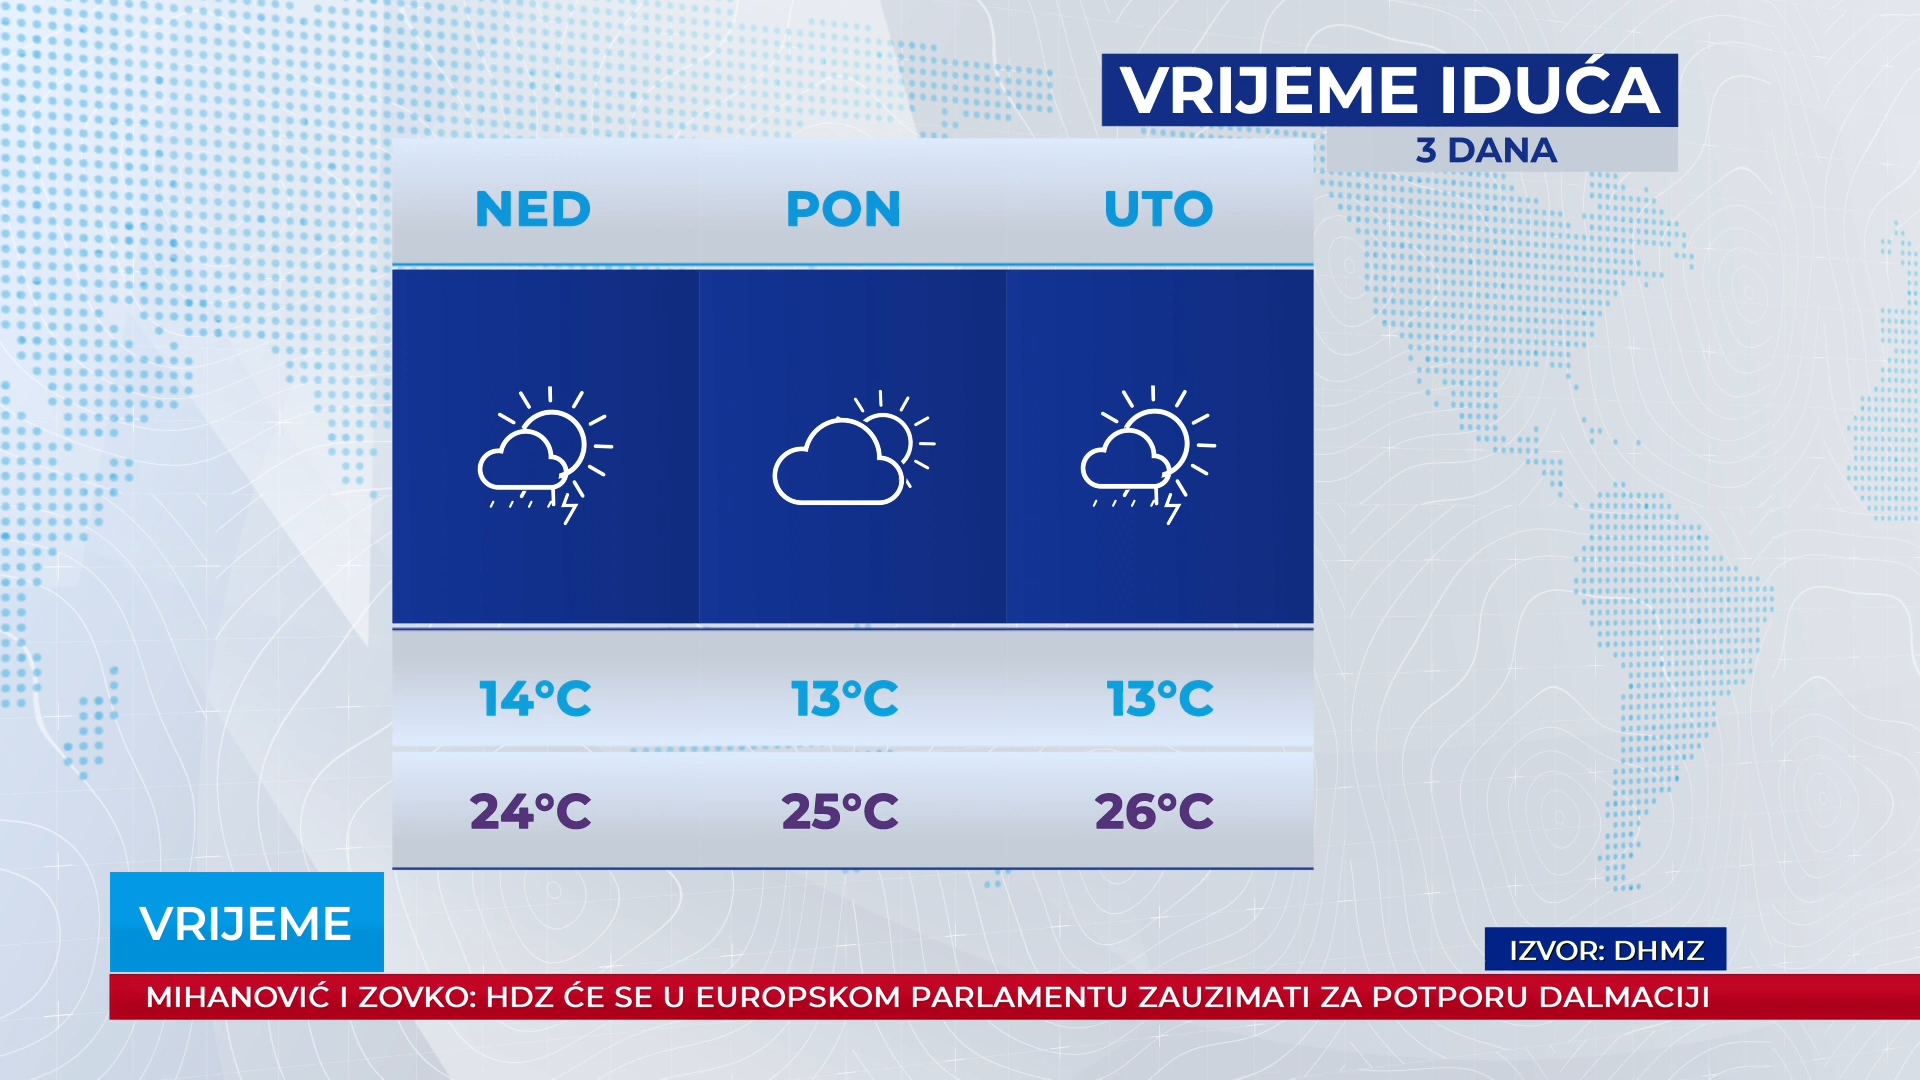 VRIJEME IDUĆA
3 DANA
NED PON UTO
14°C 13°C 13°C
24°C 25°C 26°C
VRIJEME
IZVOR: DHMZ
MIHANOVIĆ I ZOVKO: HDZ ĆE SE U EUROPSKOM PARLAMENTU ZAUZIMATI ZA POTPORU DALMACIJI